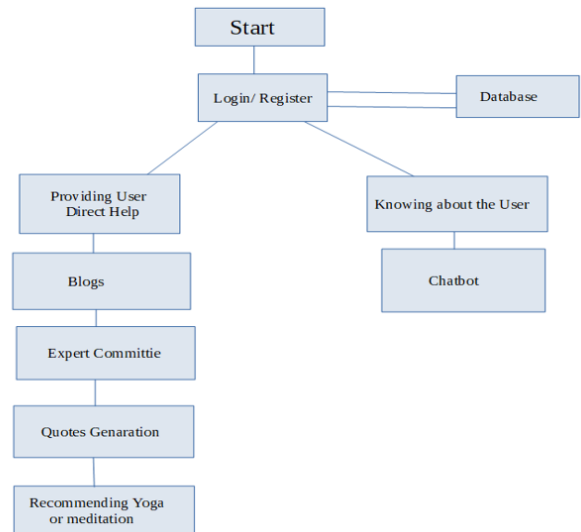 Start
Login/ Register
Database
Providing User
Direct Help
Knowing about the User
Blogs
Chatbot
Expert Committie
Quotes Genaration
Recommending Yoga
or meditation